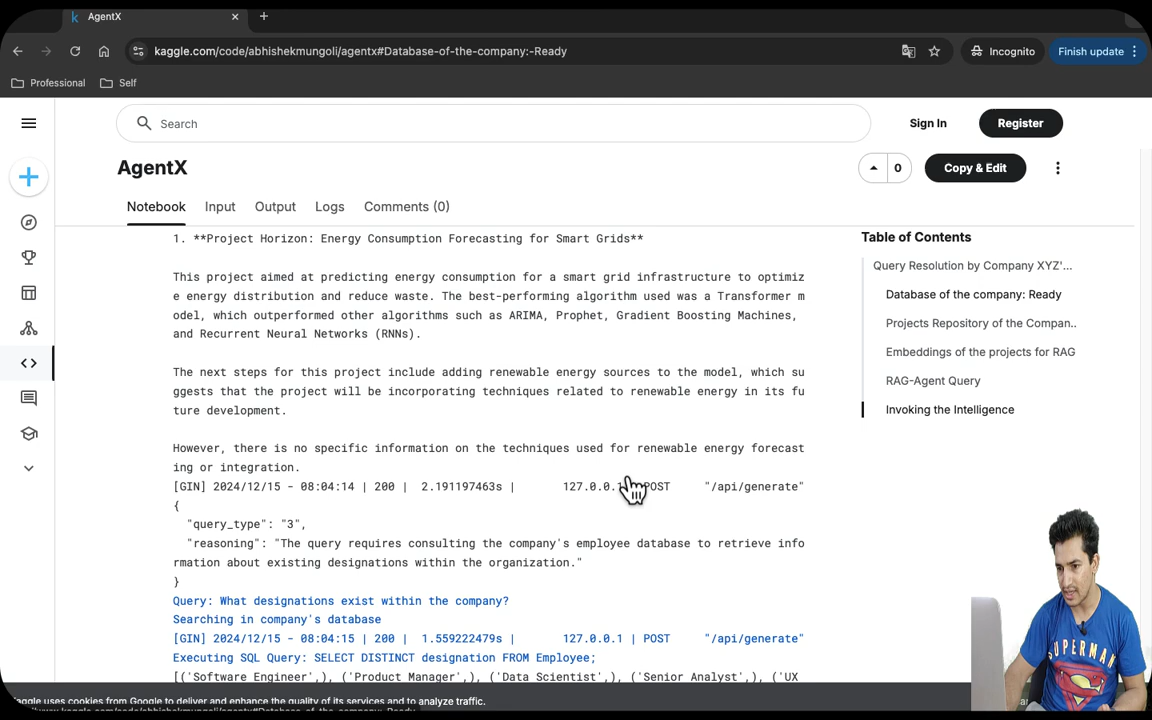 AgentX
kaggle.com/code/abhishekmungoli/agentx#Database-of-the-company:-Ready
Incognito
Finish update
Professional
Self
Search
Sign In
Register
AgentX
0
Copy & Edit
Notebook
Input
Output
Logs
Comments (0)
1. **Project Horizon: Energy Consumption Forecasting for Smart Grids**
This project aimed at predicting energy consumption for a smart grid infrastructure to optimiz
e energy distribution and reduce waste. The best-performing algorithm used was a Transformer m
odel, which outperformed other algorithms such as ARIMA, Prophet, Gradient Boosting Machines,
and Recurrent Neural Networks (RNNs).
The next steps for this project include adding renewable energy sources to the model, which su
ggests that the project will be incorporating techniques related to renewable energy in its fu
ture development.
However, there is no specific information on the techniques used for renewable energy forecast
ing or integration.
[GIN] 2024/12/15 - 08:04:14 | 200 | 2.191197463s | 127.0.0.1 | POST "/api/generate"
{
"query_type": "3",
"reasoning": "The query requires consulting the company's employee database to retrieve info
rmation about existing designations within the organization."
}
Query: What designations exist within the company?
Searching in company's database
[GIN] 2024/12/15 - 08:04:15 | 200 | 1.559222479s | 127.0.0.1 | POST "/api/generate"
Executing SQL Query: SELECT DISTINCT designation FROM Employee;
[('Software Engineer',), ('Product Manager',), ('Data Scientist',), ('Senior Analyst',), ('UX
Table of Contents
Query Resolution by Company XYZ'...
Database of the company: Ready
Projects Repository of the Compan..
Embeddings of the projects for RAG
RAG-Agent Query
Invoking the Intelligence
aggle uses cookies from Google to deliver and enhance the quality of its services and to analyze traffic.
SUPERMAN